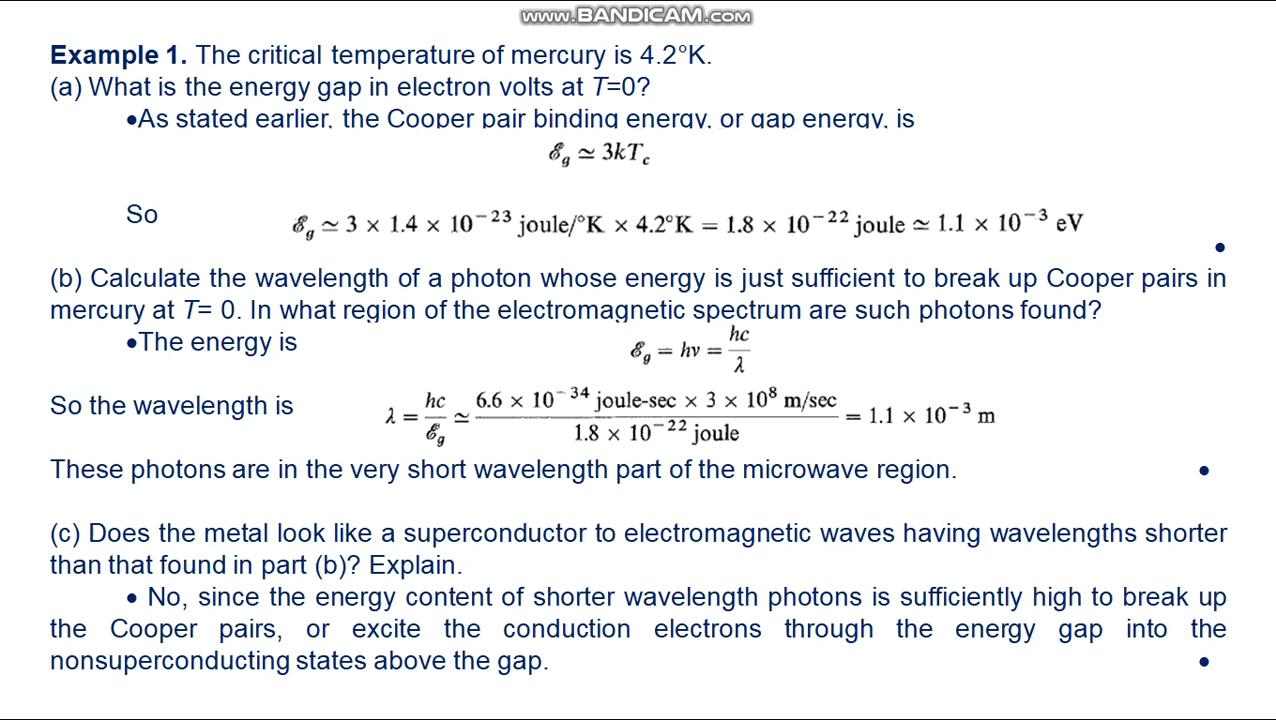 www.BANDICAM.com
Example 1. The critical temperature of mercury is 4.2°K.
(a) What is the energy gap in electron volts at T=0?
•As stated earlier, the Cooper pair binding energy, or gap energy, is
ℰg ≃ 3kTc
So ℰg ≃ 3 × 1.4 × 10⁻²³ joule/°K × 4.2°K = 1.8 × 10⁻²² joule ≃ 1.1 × 10⁻³ eV
•
(b) Calculate the wavelength of a photon whose energy is just sufficient to break up Cooper pairs in
mercury at T= 0. In what region of the electromagnetic spectrum are such photons found?
•The energy is ℰg = hν = hc/λ
So the wavelength is λ = hc/ℰg ≃ 6.6 × 10⁻³⁴ joule-sec × 3 × 10⁸ m/sec / 1.8 × 10⁻²² joule = 1.1 × 10⁻³ m
These photons are in the very short wavelength part of the microwave region. •
(c) Does the metal look like a superconductor to electromagnetic waves having wavelengths shorter
than that found in part (b)? Explain.
• No, since the energy content of shorter wavelength photons is sufficiently high to break up
the Cooper pairs, or excite the conduction electrons through the energy gap into the
nonsuperconducting states above the gap. •